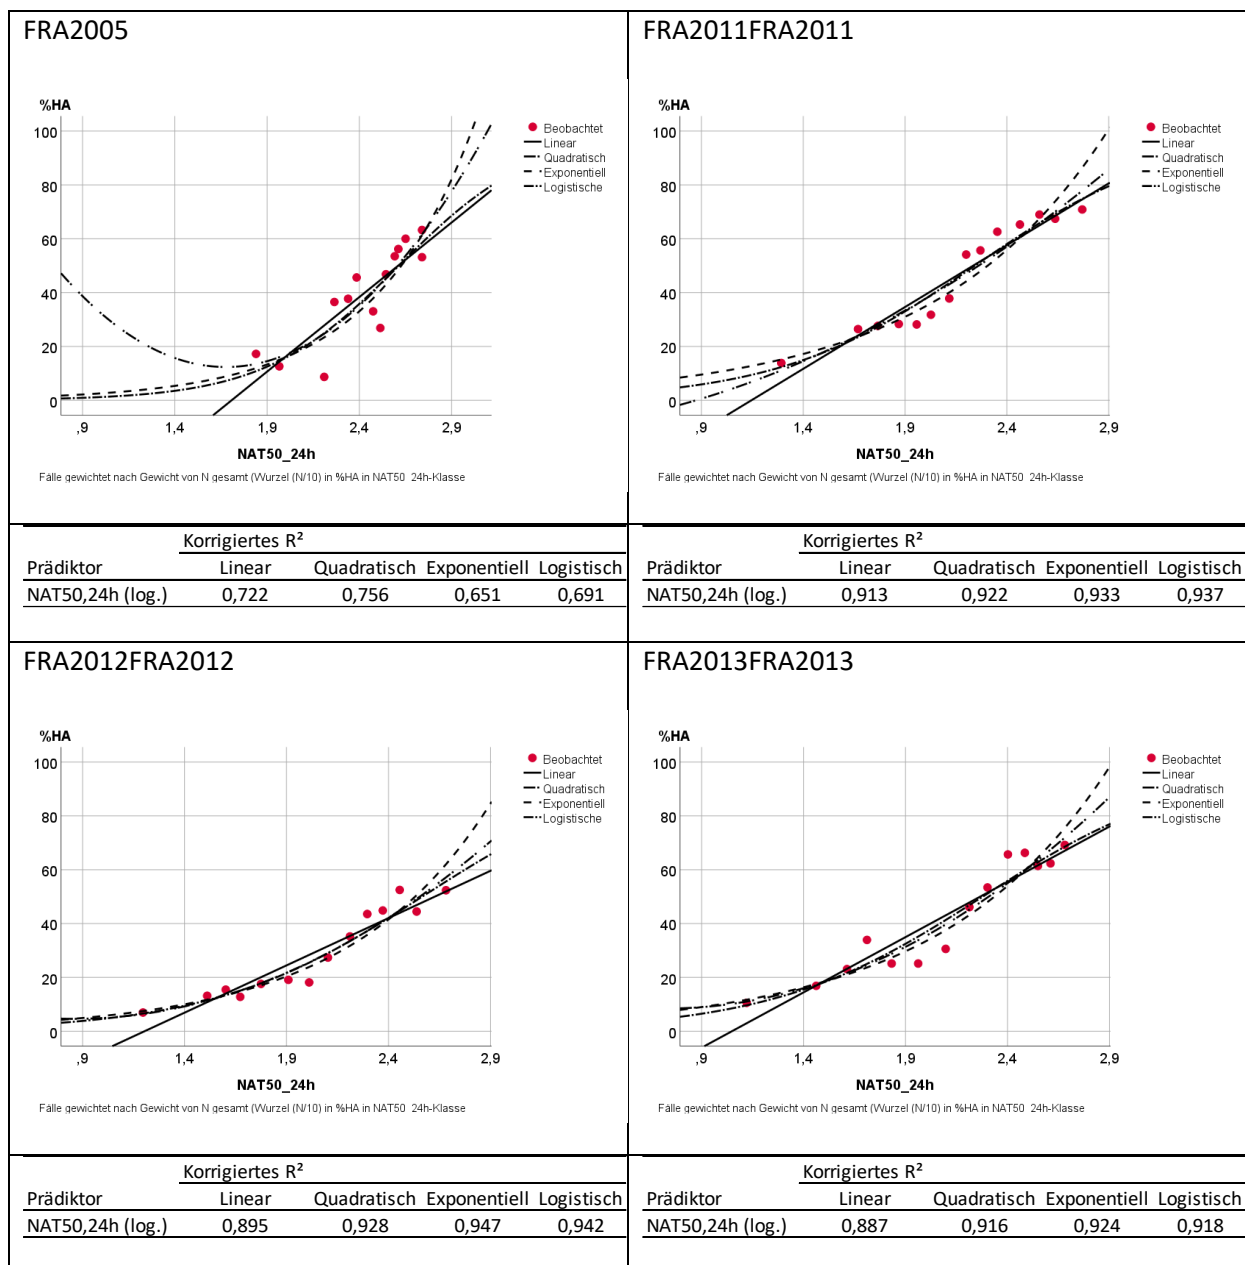 FRA2005
%HA
100
80
60
40
20
0
,9 1,4 1,9 2,4 2,9
NAT50_24h
Beobachtet
Linear
Quadratisch
Exponentiell
Logistische
Fälle gewichtet nach Gewicht von N gesamt (Wurzel (N/10) in %HA in NAT50_24h-Klasse
Korrigiertes R²
Prädiktor Linear Quadratisch Exponentiell Logistisch
NAT50,24h (log.) 0,722 0,756 0,651 0,691
FRA2011FRA2011
%HA
100
80
60
40
20
0
,9 1,4 1,9 2,4 2,9
NAT50_24h
Beobachtet
Linear
Quadratisch
Exponentiell
Logistische
Fälle gewichtet nach Gewicht von N gesamt (Wurzel (N/10) in %HA in NAT50_24h-Klasse
Korrigiertes R²
Prädiktor Linear Quadratisch Exponentiell Logistisch
NAT50,24h (log.) 0,913 0,922 0,933 0,937
FRA2012FRA2012
%HA
100
80
60
40
20
0
,9 1,4 1,9 2,4 2,9
NAT50_24h
Beobachtet
Linear
Quadratisch
Exponentiell
Logistische
Fälle gewichtet nach Gewicht von N gesamt (Wurzel (N/10) in %HA in NAT50_24h-Klasse
Korrigiertes R²
Prädiktor Linear Quadratisch Exponentiell Logistisch
NAT50,24h (log.) 0,895 0,928 0,947 0,942
FRA2013FRA2013
%HA
100
80
60
40
20
0
,9 1,4 1,9 2,4 2,9
NAT50_24h
Beobachtet
Linear
Quadratisch
Exponentiell
Logistische
Fälle gewichtet nach Gewicht von N gesamt (Wurzel (N/10) in %HA in NAT50_24h-Klasse
Korrigiertes R²
Prädiktor Linear Quadratisch Exponentiell Logistisch
NAT50,24h (log.) 0,887 0,916 0,924 0,918